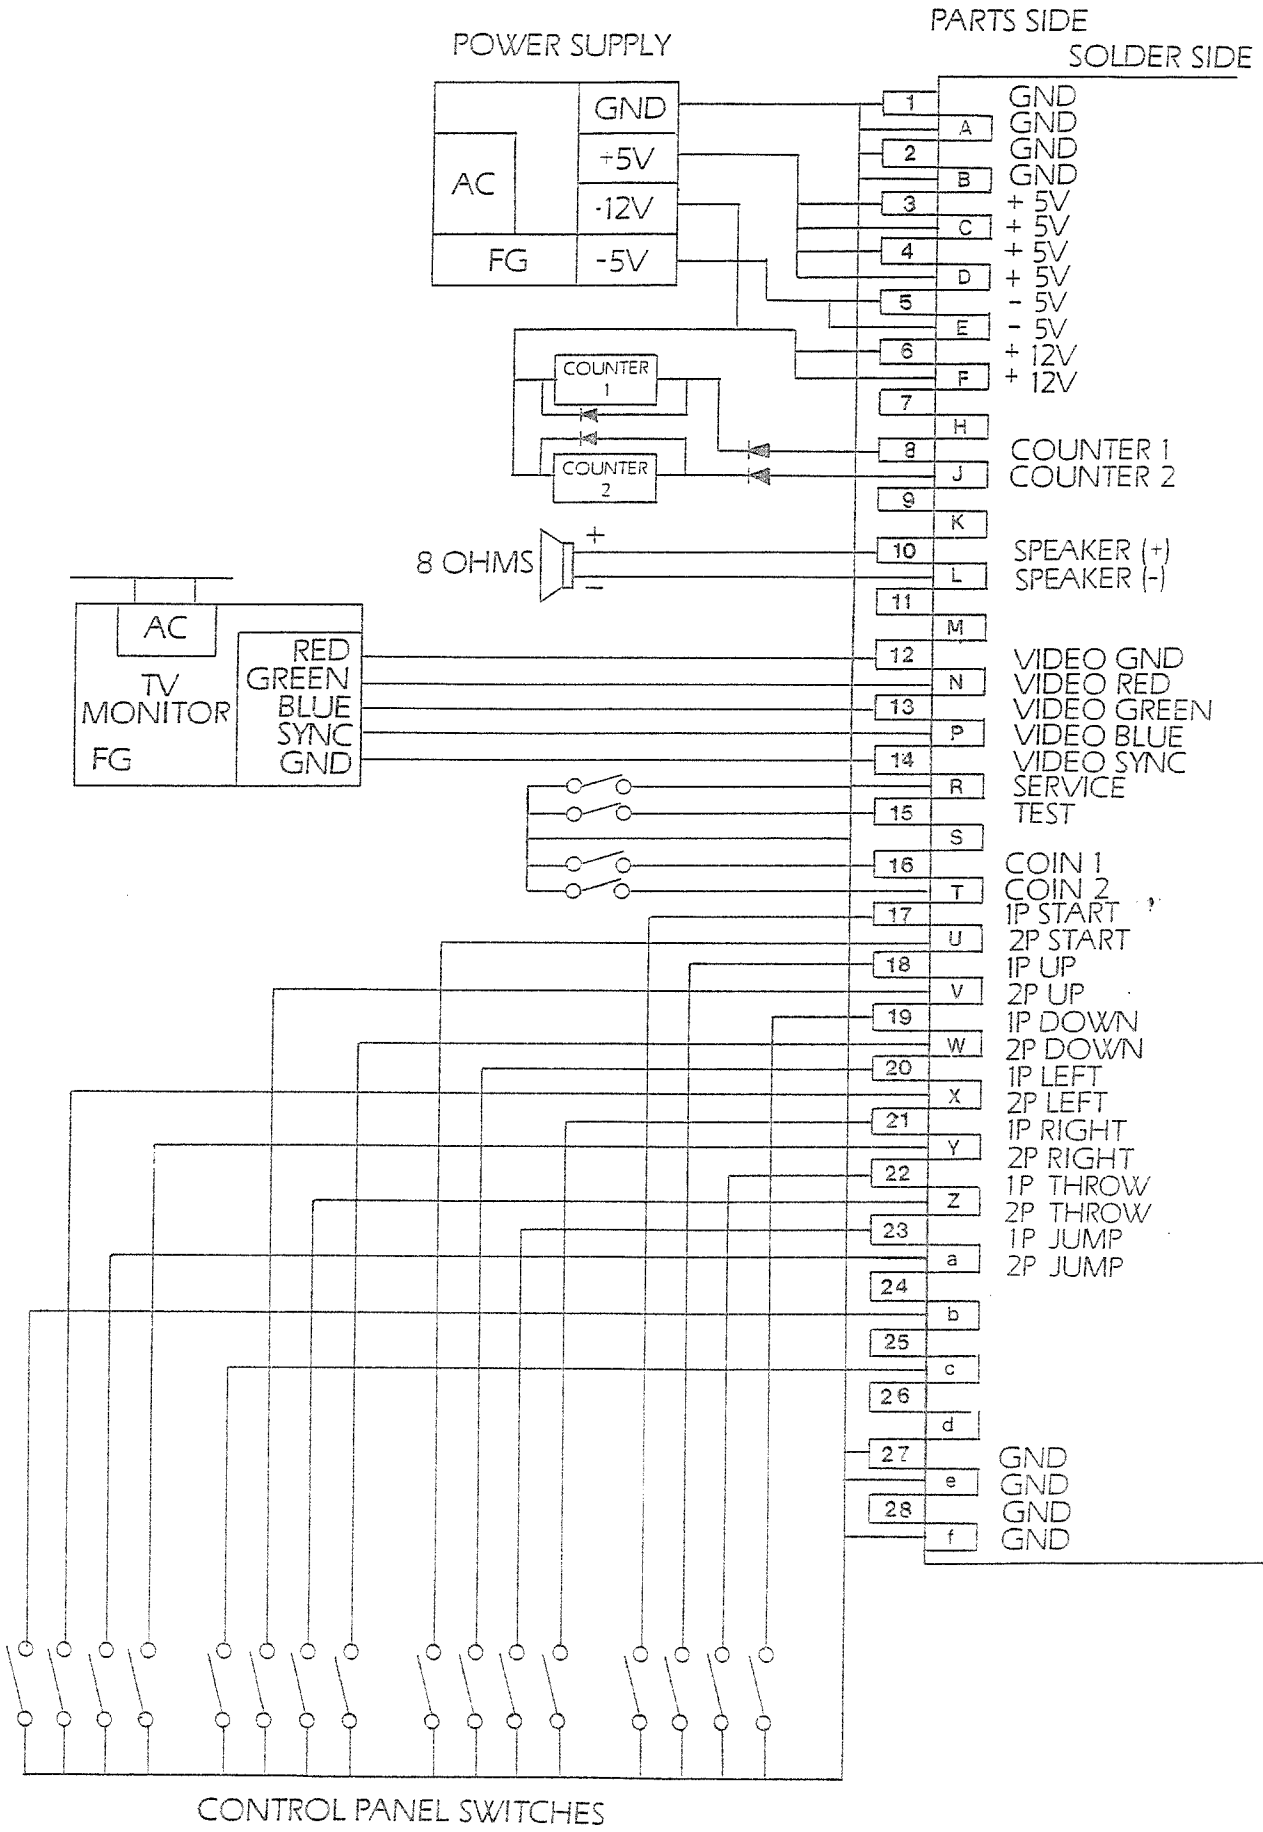 PARTS SIDE
SOLDER SIDE
POWER SUPPLY
GND
+5V
AC
-12V
FG
-5V
1 GND
A GND
2 GND
B GND
3 + 5V
C + 5V
4 + 5V
D + 5V
5 - 5V
E - 5V
6 + 12V
F + 12V
7
H
8 COUNTER 1
J COUNTER 2
9
K
10 SPEAKER (+)
L SPEAKER (-)
11
M
12 VIDEO GND
N VIDEO RED
13 VIDEO GREEN
P VIDEO BLUE
14 VIDEO SYNC
R SERVICE
15 TEST
S
16 COIN 1
T COIN 2
17 1P START
U 2P START
18 1P UP
V 2P UP
19 1P DOWN
W 2P DOWN
20 1P LEFT
X 2P LEFT
21 1P RIGHT
Y 2P RIGHT
22 1P THROW
Z 2P THROW
23 1P JUMP
a 2P JUMP
24
b
25
c
26
d
27 GND
e GND
28 GND
f GND
COUNTER
1
COUNTER
2
8 OHMS
+
-
AC
TV
MONITOR
FG
RED
GREEN
BLUE
SYNC
GND
CONTROL PANEL SWITCHES